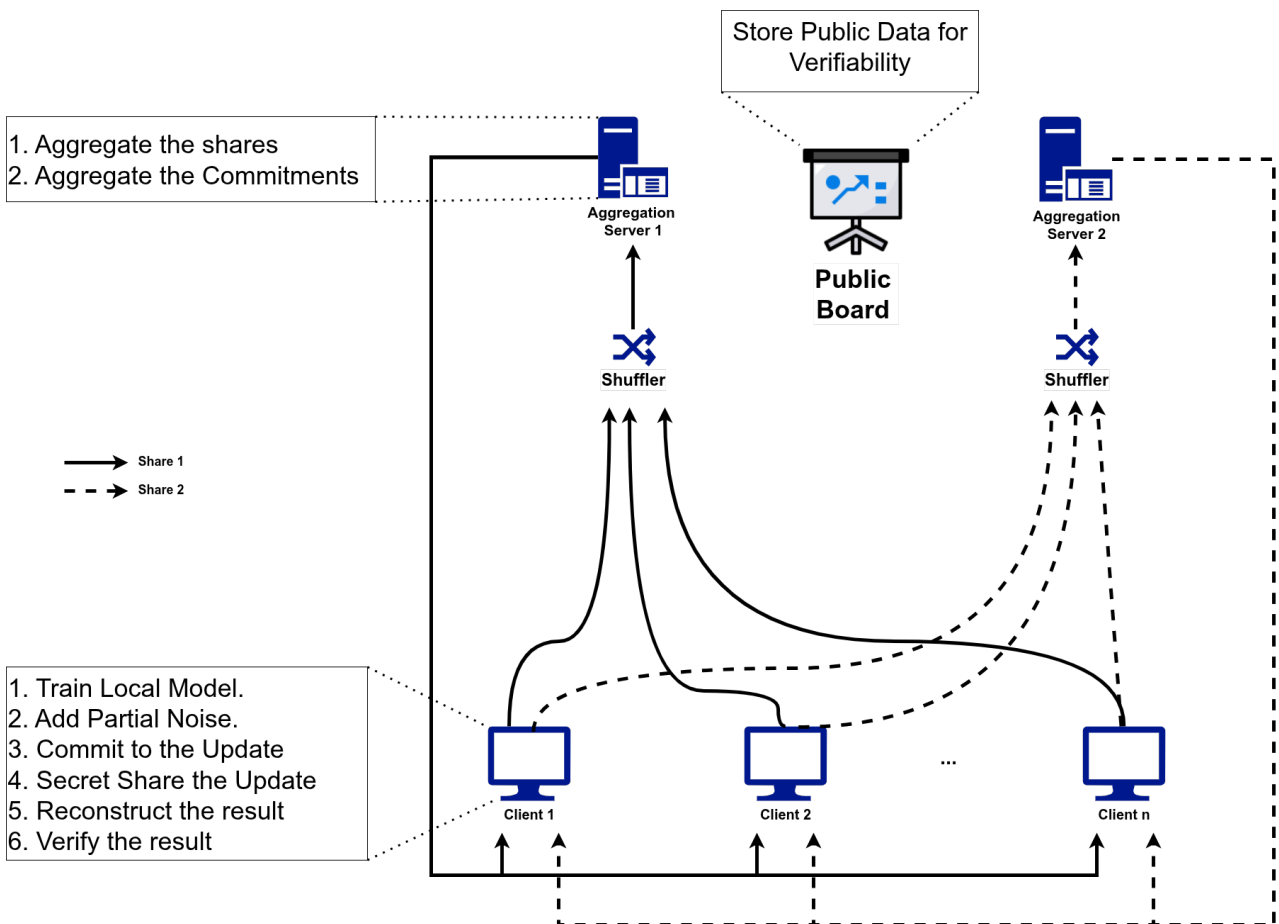 Store Public Data for
Verifiability
1. Aggregate the shares
2. Aggregate the Commitments
Aggregation
Server 1
Aggregation
Server 2
Public
Board
Shuffler
Shuffler
Share 1
Share 2
1. Train Local Model.
2. Add Partial Noise.
3. Commit to the Update
4. Secret Share the Update
5. Reconstruct the result
6. Verify the result
Client 1
Client 2
...
Client n